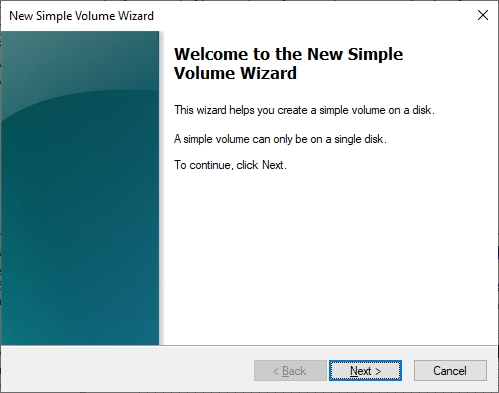 New Simple Volume Wizard
Welcome to the New Simple
Volume Wizard
This wizard helps you create a simple volume on a disk.
A simple volume can only be on a single disk.
To continue, click Next.
< Back
Next >
Cancel